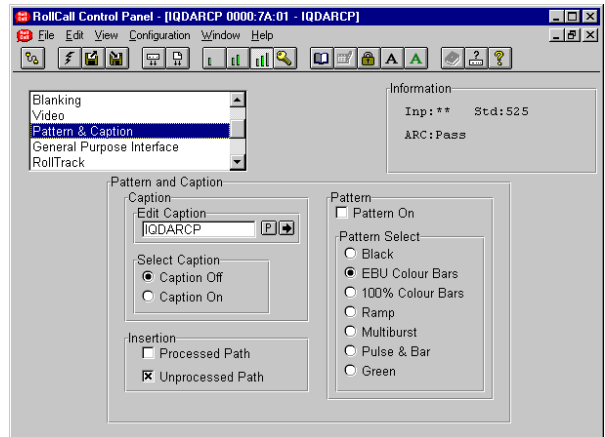 RollCall Control Panel - [IQDARCP 0000:7A:01 - IQDARCP]
File Edit View Configuration Window Help
A A ?
Blanking
Video
Pattern & Caption
General Purpose Interface
RollTrack
Information
Inp:** Std:525
ARC:Pass
Pattern and Caption
Caption
Edit Caption
IQDARCP P
Select Caption
Caption Off
Caption On
Insertion
Processed Path
Unprocessed Path
Pattern
Pattern On
Pattern Select
Black
EBU Colour Bars
100% Colour Bars
Ramp
Multiburst
Pulse & Bar
Green